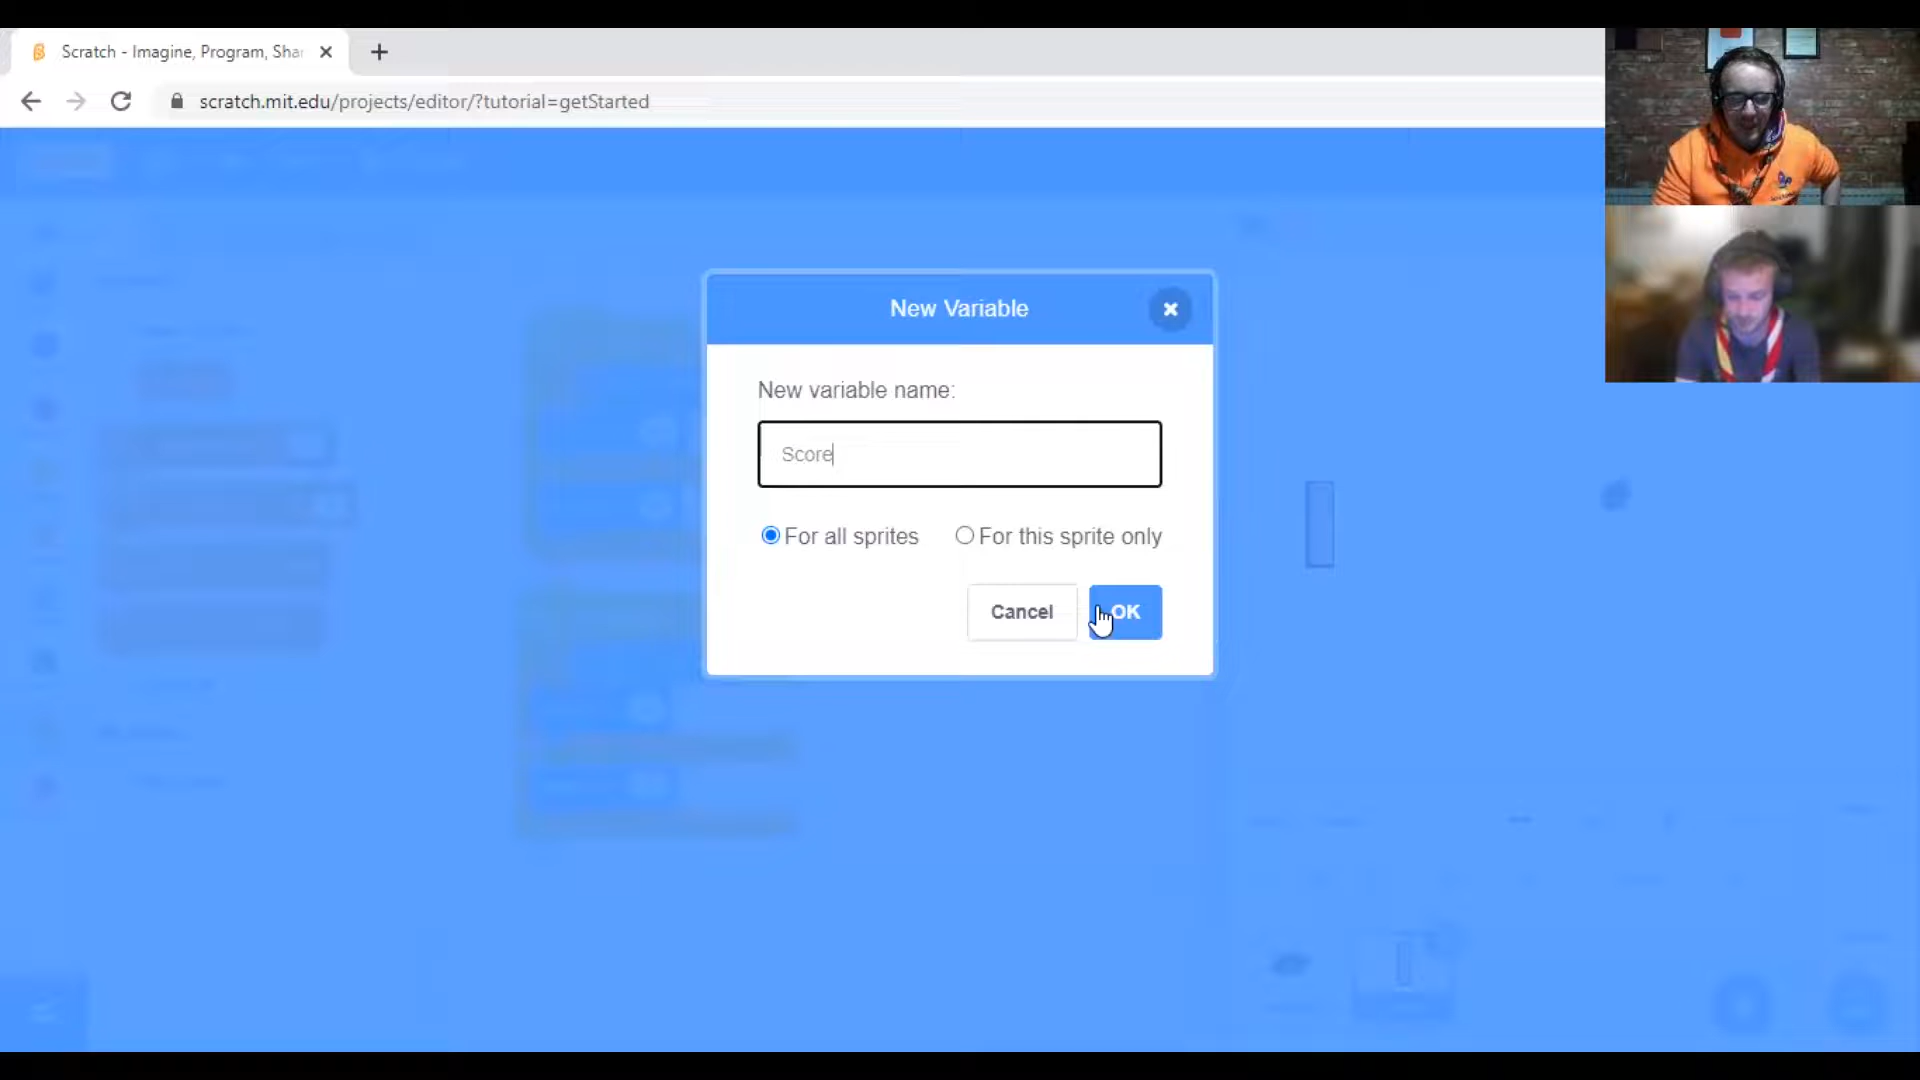 Scratch - Imagine, Program, Shar
scratch.mit.edu/projects/editor/?tutorial=getStarted
New Variable
New variable name:
Score
For all sprites
For this sprite only
Cancel
OK